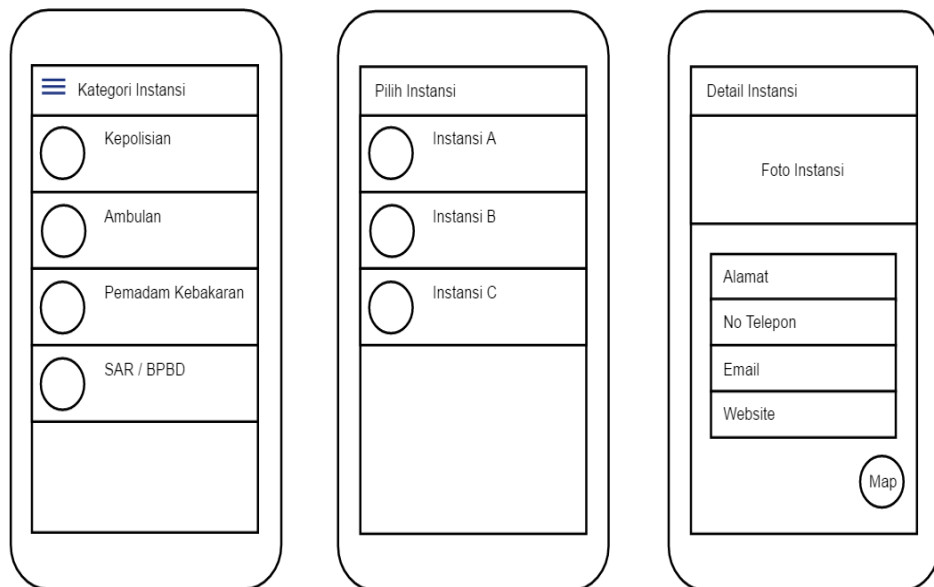 Kategori Instansi
Kepolisian
Ambulan
Pemadam Kebakaran
SAR / BPBD
Pilih Instansi
Instansi A
Instansi B
Instansi C
Detail Instansi
Foto Instansi
Alamat
No Telepon
Email
Website
Map